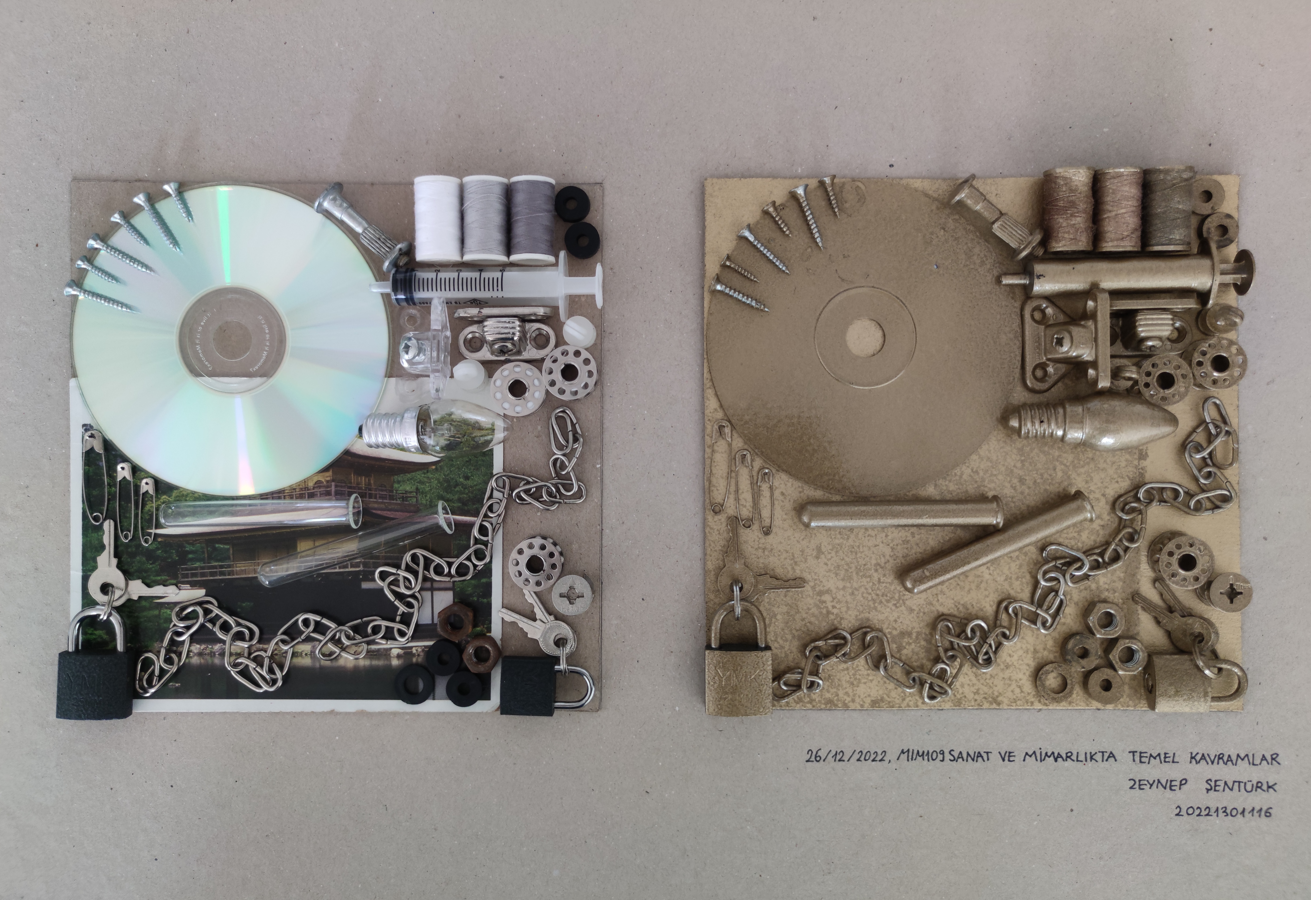 26/12/2022, MIM109 SANAT VE MİMARLIKTA TEMEL KAVRAMLAR
ZEYNEP ŞENTÜRK
20221301116